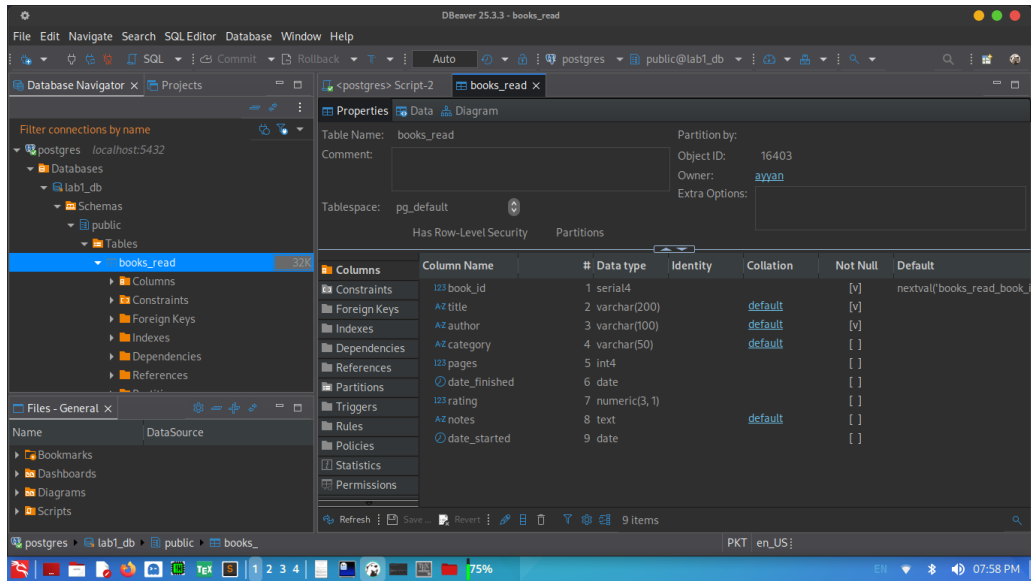 DBeaver 25.3.3 - books_read
File Edit Navigate Search SQL Editor Database Window Help
SQL Commit Rollback Auto postgres public@lab1_db
Database Navigator Projects
Filter connections by name
postgres localhost:5432
Databases
lab1_db
Schemas
public
Tables
books_read 32K
Columns
Constraints
Foreign Keys
Indexes
Dependencies
References
Files - General
Name DataSource
Bookmarks
Dashboards
Diagrams
Scripts
<postgres> Script-2 books_read
Properties Data Diagram
Table Name: books_read Partition by:
Comment: Object ID: 16403
Owner: ayyan
Extra Options:
Tablespace: pg_default
Has Row-Level Security Partitions
Columns
Constraints
Foreign Keys
Indexes
Dependencies
References
Partitions
Triggers
Rules
Policies
Statistics
Permissions
Column Name # Data type Identity Collation Not Null Default
123 book_id 1 serial4 [v] nextval('books_read_book_i
A-Z title 2 varchar(200) default [v]
A-Z author 3 varchar(100) default [v]
A-Z category 4 varchar(50) default [ ]
123 pages 5 int4 [ ]
date_finished 6 date [ ]
123 rating 7 numeric(3, 1) [ ]
A-Z notes 8 text default [ ]
date_started 9 date [ ]
Refresh Save ... Revert 9 items
postgres lab1_db public books_ PKT en_US
TEX S 1 2 3 4 75% EN 07:58 PM